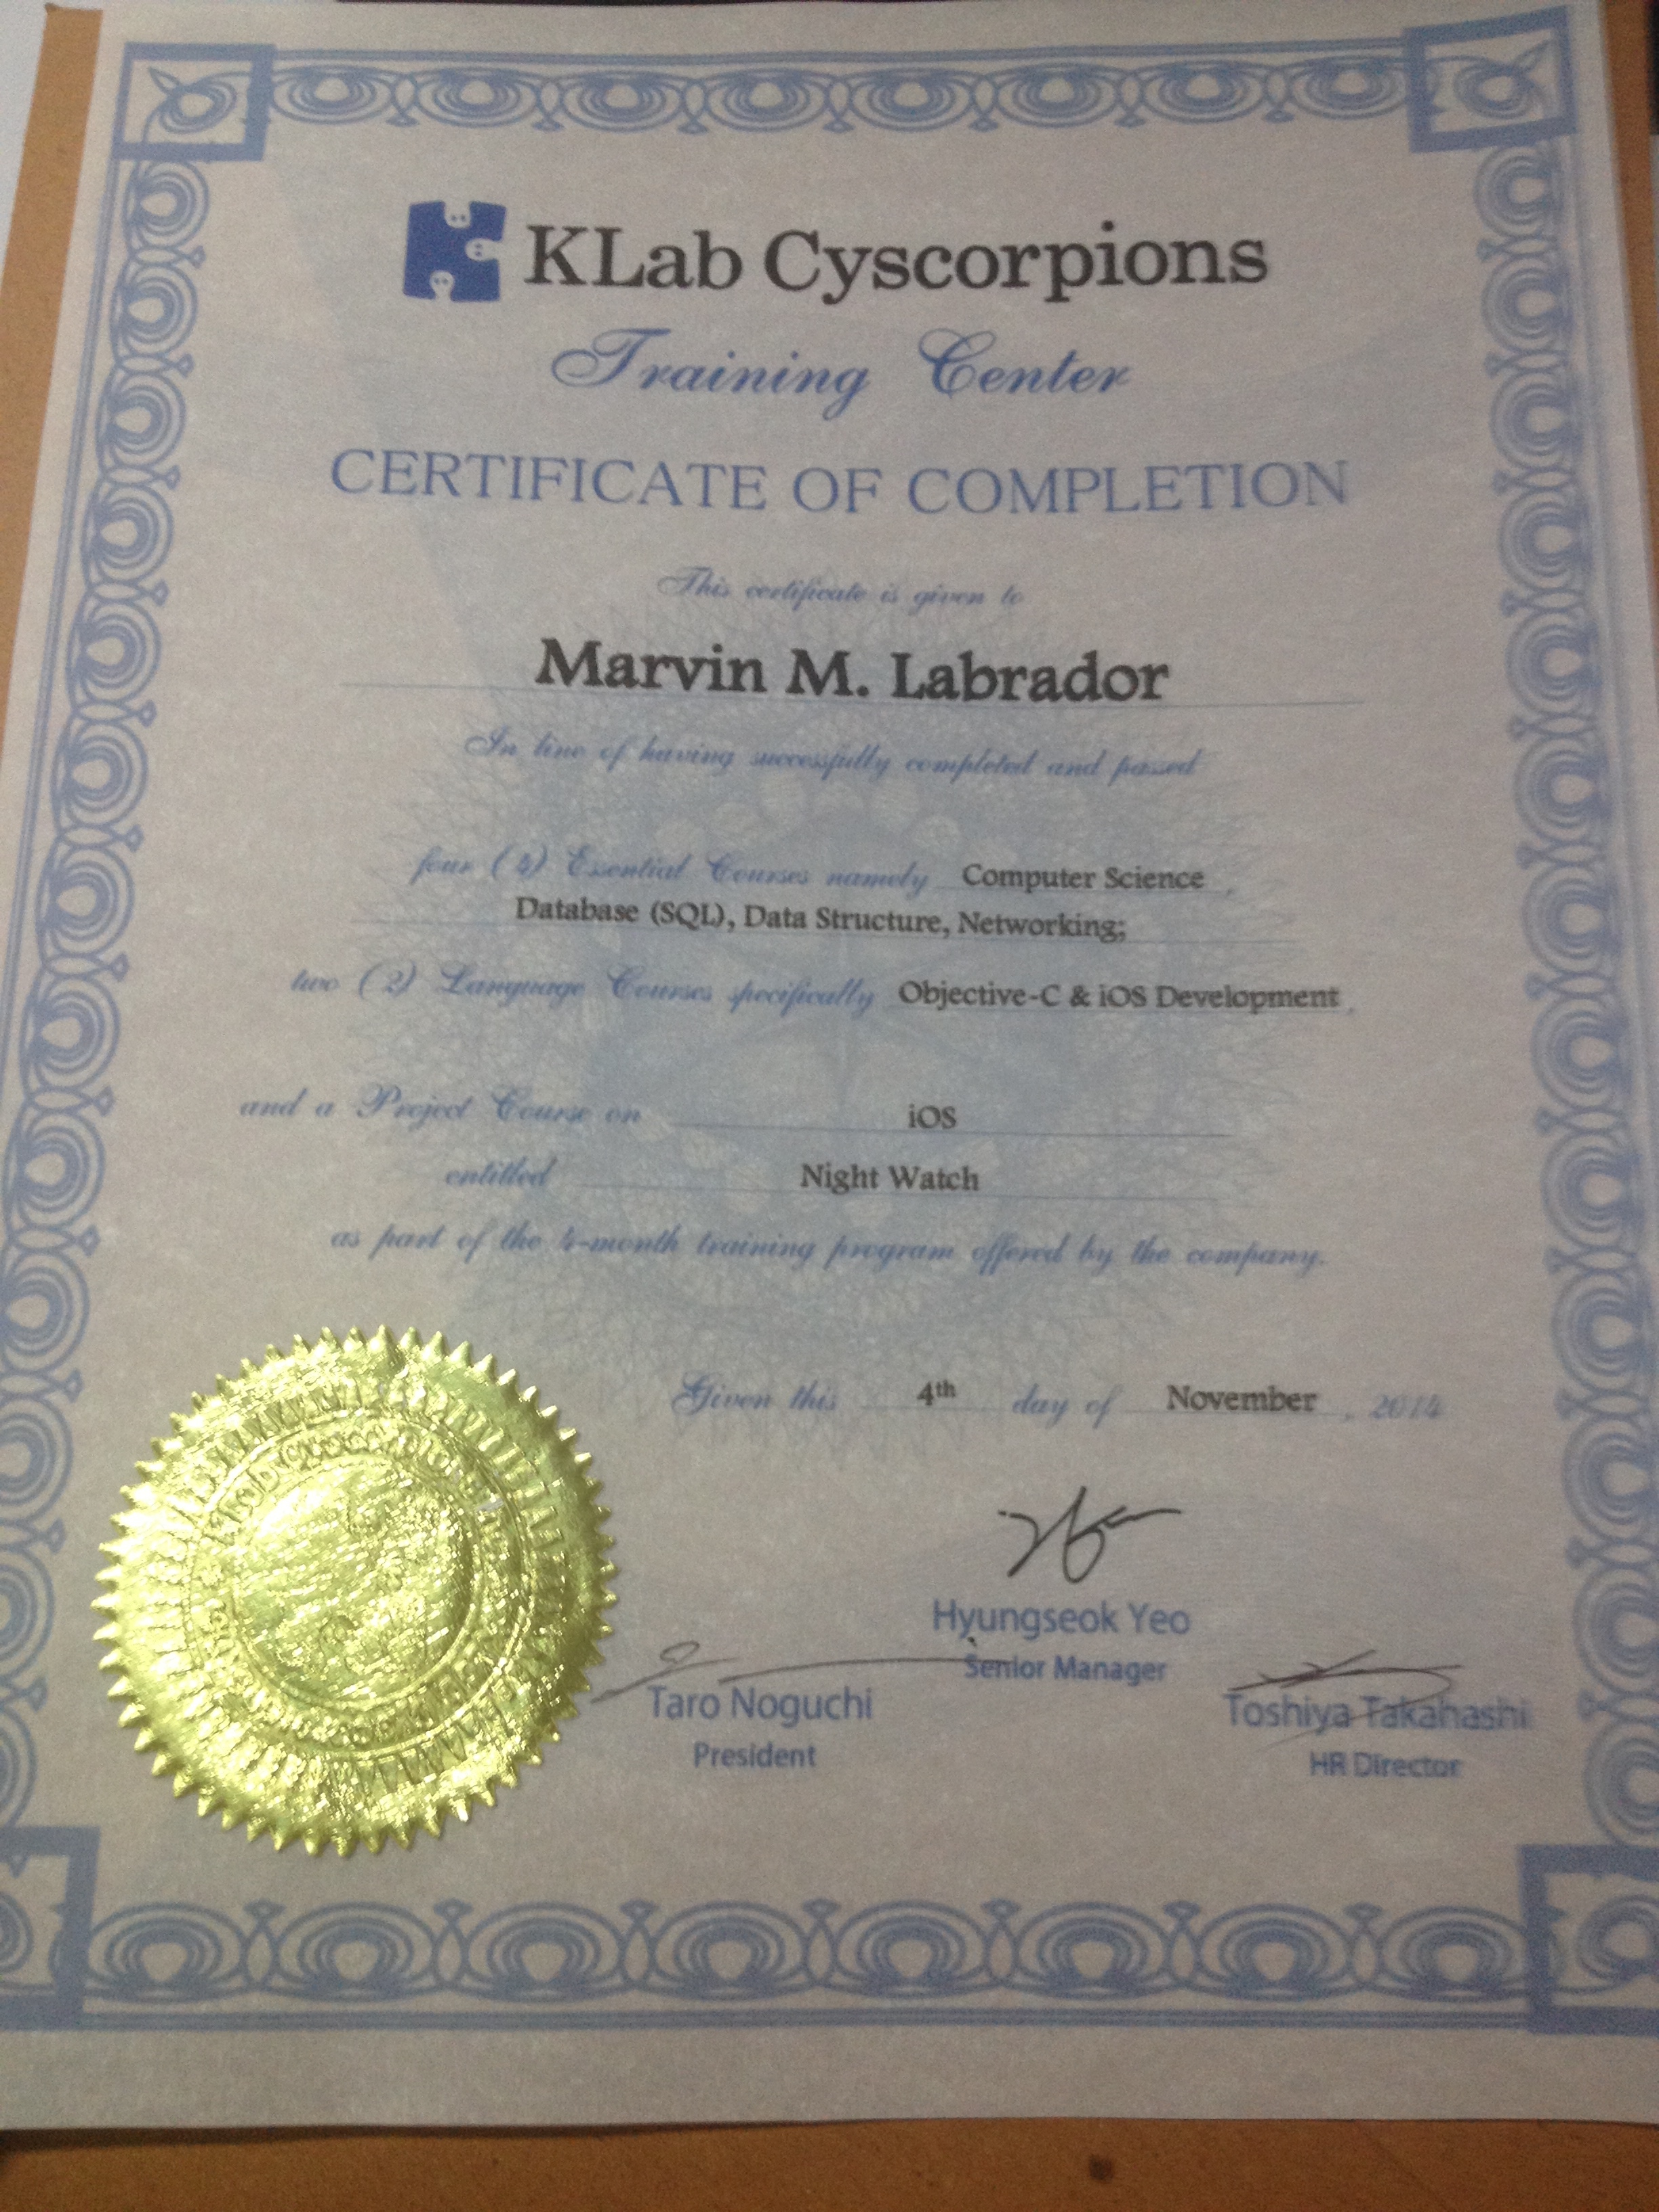 KLab Cyscorpions
Training Center
CERTIFICATE OF COMPLETION
This certificate is given to
Marvin M. Labrador
In line of having successfully completed and passed
four (4) Essential Courses namely Computer Science,
Database (SQL), Data Structure, Networking;
two (2) Language Courses specifically Objective-C & iOS Development,
and a Project Course on iOS
entitled Night Watch
as part of the 4-month training program offered by the company.
Given this 4th day of November, 2014
Hyungseok Yeo
Senior Manager
Taro Noguchi
President
Toshiya Takahashi
HR Director